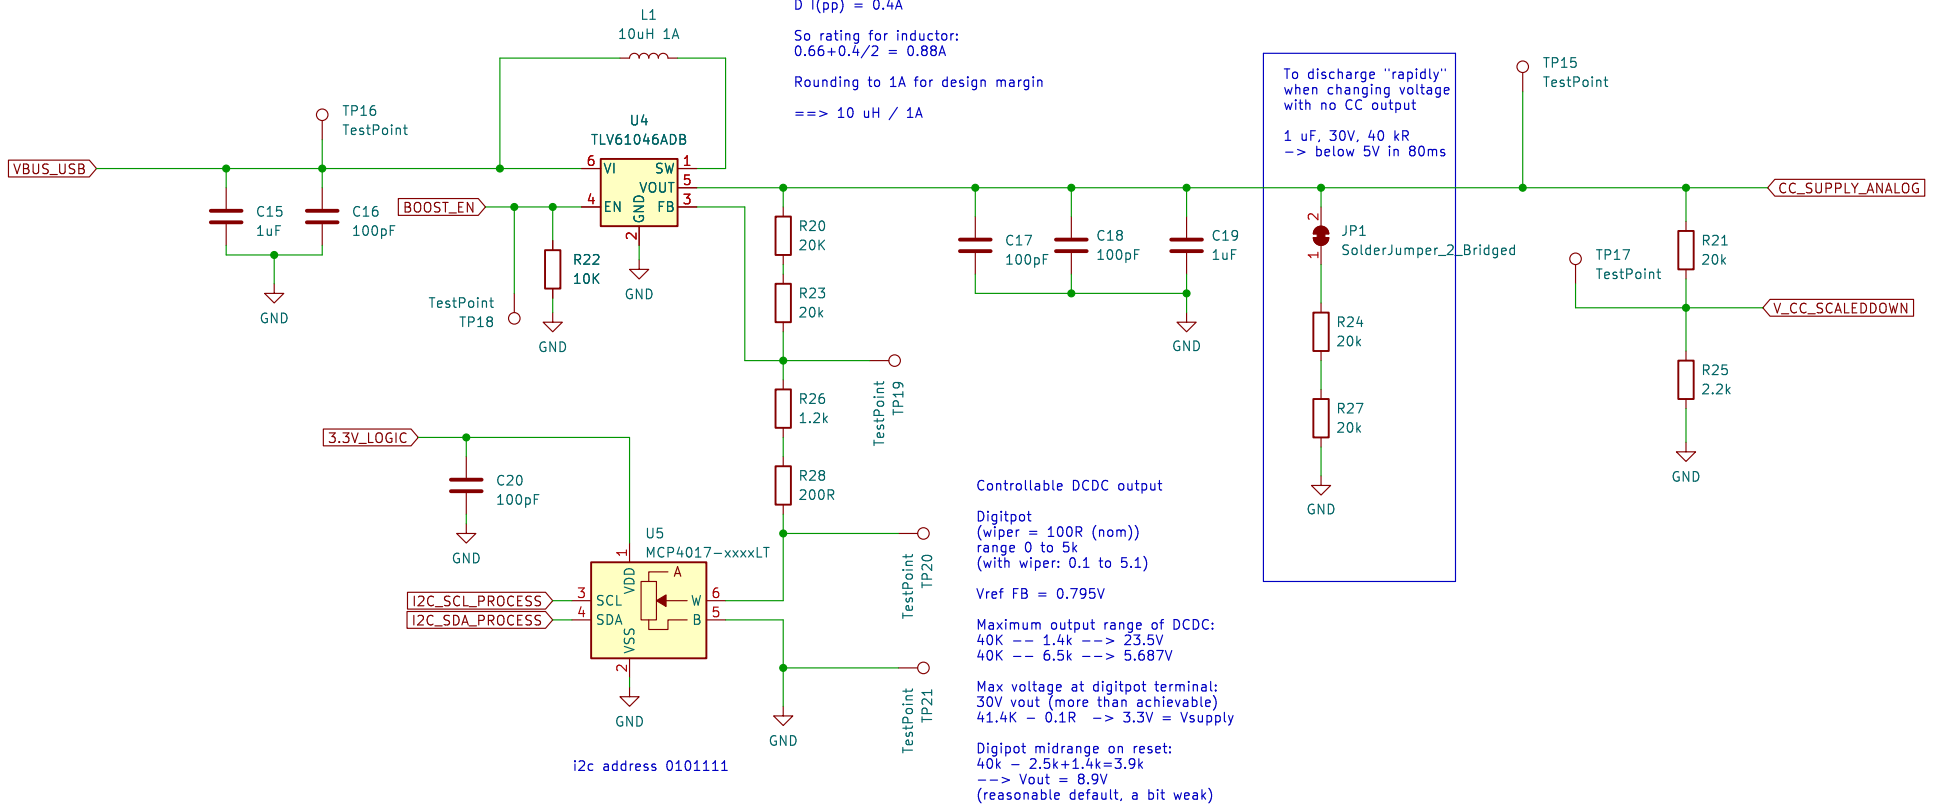 D I(pp) = 0.4A
So rating for inductor:
0.66+0.4/2 = 0.88A
Rounding to 1A for design margin
==> 10 uH / 1A
L1
10uH 1A
TP16
TestPoint
U4
TLV61046ADB
VBUS_USB
6
VI
SW
1
VOUT
5
BOOST_EN
4
EN
GND
FB
3
2
C15
1uF
C16
100pF
GND
R22
10K
GND
GND
TestPoint
TP18
R20
20K
R23
20k
TestPoint
TP19
R26
1.2k
R28
200R
C17
100pF
C18
100pF
C19
1uF
GND
To discharge "rapidly"
when changing voltage
with no CC output
1 uF, 30V, 40 kR
-> below 5V in 80ms
2
JP1
SolderJumper_2_Bridged
1
R24
20k
R27
20k
GND
TP15
TestPoint
CC_SUPPLY_ANALOG
TP17
TestPoint
R21
20k
V_CC_SCALEDDOWN
R25
2.2k
GND
3.3V_LOGIC
C20
100pF
GND
U5
MCP4017-xxxxLT
1
VDD
A
I2C_SCL_PROCESS
3
SCL
W
6
I2C_SDA_PROCESS
4
SDA
B
5
VSS
2
GND
TestPoint
TP20
TestPoint
TP21
GND
i2c address 0101111
Controllable DCDC output
Digitpot
(wiper = 100R (nom))
range 0 to 5k
(with wiper: 0.1 to 5.1)
Vref FB = 0.795V
Maximum output range of DCDC:
40K -- 1.4k --> 23.5V
40K -- 6.5k --> 5.687V
Max voltage at digitpot terminal:
30V vout (more than achievable)
41.4K - 0.1R -> 3.3V = Vsupply
Digipot midrange on reset:
40k - 2.5k+1.4k=3.9k
--> Vout = 8.9V
(reasonable default, a bit weak)